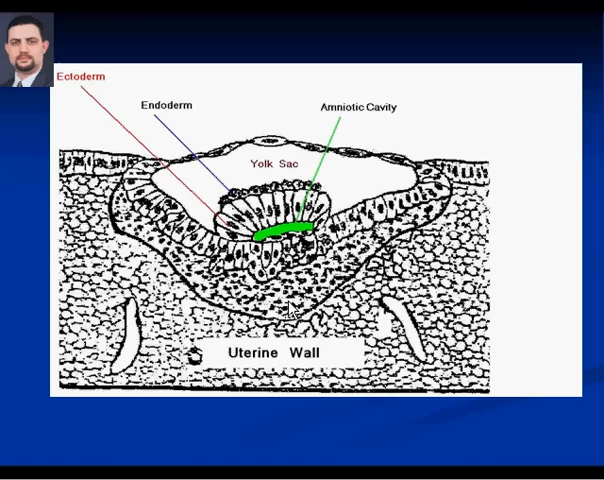 Ectoderm
Endoderm
Amniotic Cavity
Yolk Sac
Uterine Wall